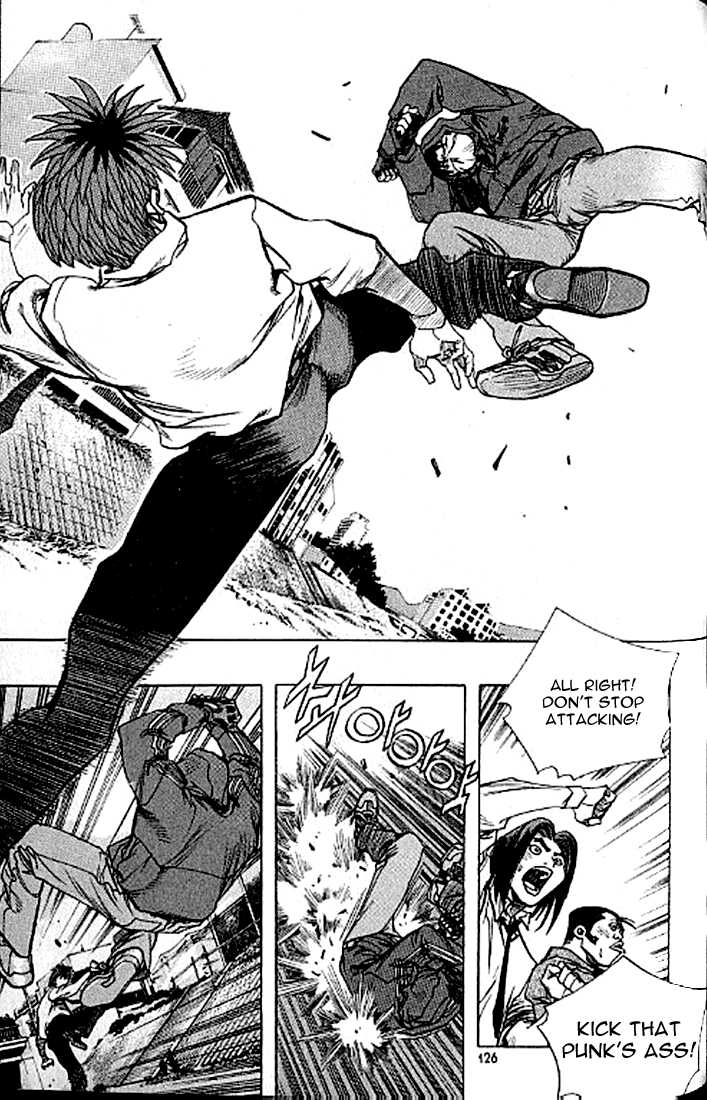 ALL RIGHT!
DON'T STOP
ATTACKING!
KICK THAT
PUNK'S ASS!
126